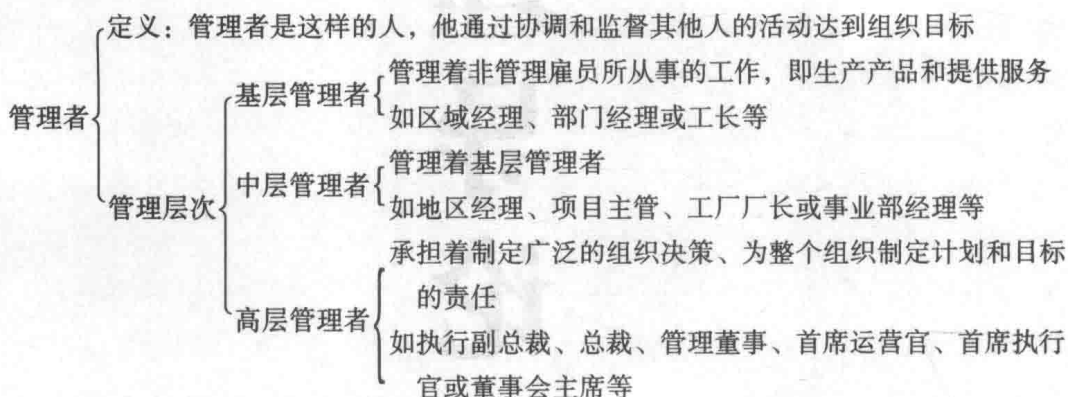 定义：管理者是这样的人，他通过协调和监督其他人的活动达到组织目标
管理着非管理雇员所从事的工作，即生产产品和提供服务
基层管理者
管理者
如区域经理、部门经理或工长等
管理着基层管理者
中层管理者
管理层次
如地区经理、项目主管、工厂厂长或事业部经理等
承担着制定广泛的组织决策、为整个组织制定计划和目标
的责任
高层管理者
如执行副总裁、总裁、管理董事、首席运营官、首席执行
官或董事会主席等